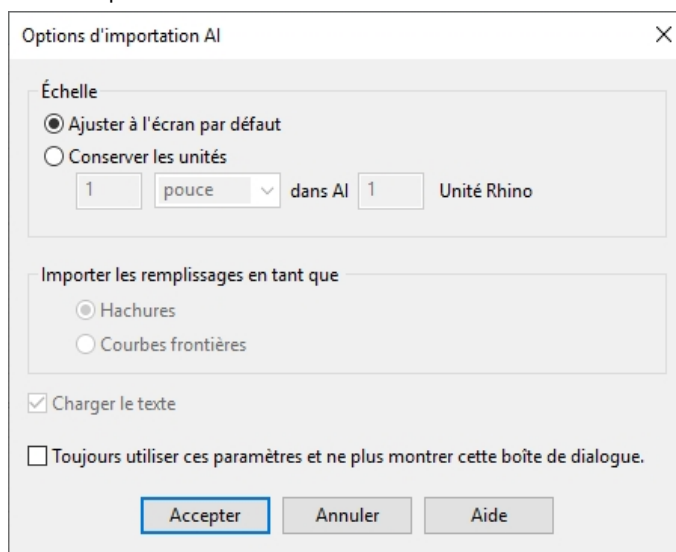 Options d'importation AI
Échelle
Ajuster à l'écran par défaut
Conserver les unités
1 pouce dans AI 1 Unité Rhino
Importer les remplissages en tant que
Hachures
Courbes frontières
Charger le texte
Toujours utiliser ces paramètres et ne plus montrer cette boîte de dialogue.
Accepter Annuler Aide